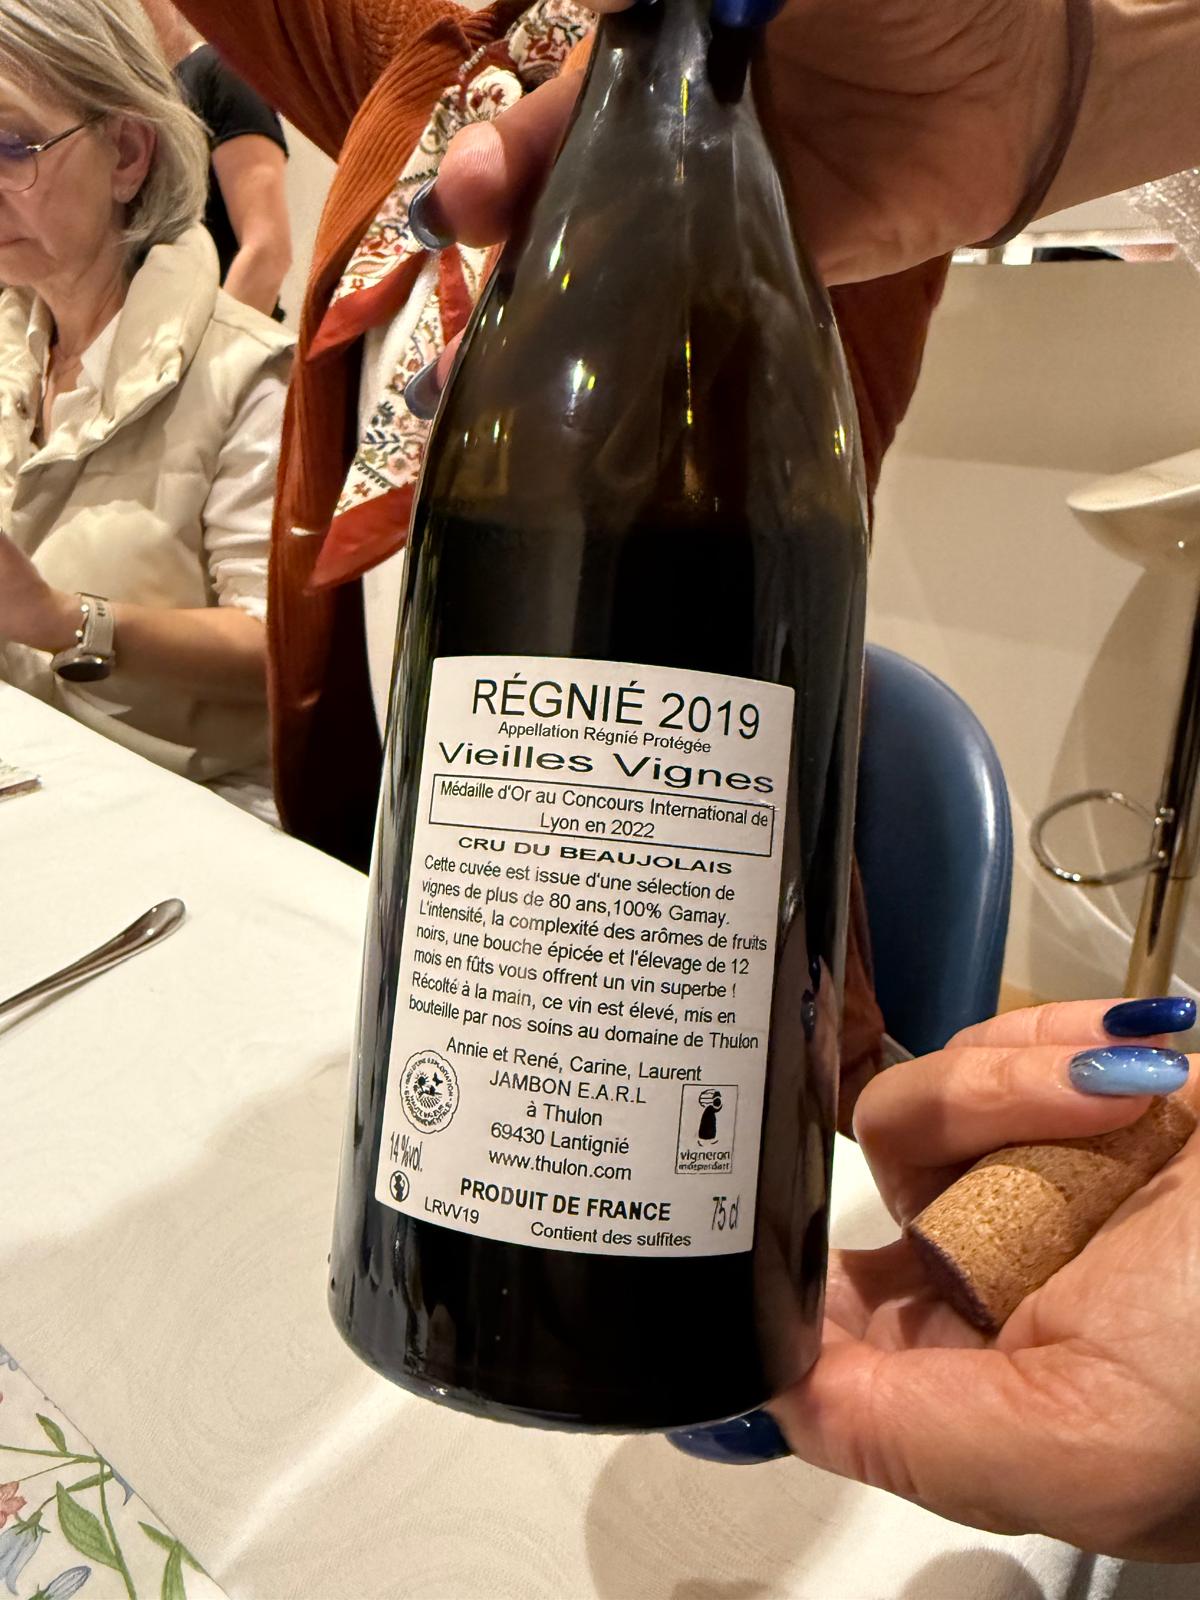 RÉGNIÉ 2019
Appellation Régnié Protégée
Vieilles Vignes
Médaille d'Or au Concours International de
Lyon en 2022
CRU DU BEAUJOLAIS
Cette cuvée est issue d'une sélection de
vignes de plus de 80 ans,100% Gamay.
L'intensité, la complexité des arômes de fruits
noirs, une bouche épicée et l'élevage de 12
mois en fûts vous offrent un vin superbe !
Récolté à la main, ce vin est élevé, mis en
bouteille par nos soins au domaine de Thulon
Annie et René, Carine, Laurent
JAMBON E.A.R.L
à Thulon
69430 Lantignié
www.thulon.com
HAUTE VALEUR ENVIRONNEMENTALE
vigneron
indépendant
14 %vol.
PRODUIT DE FRANCE
75 cl
LRVV19
Contient des sulfites